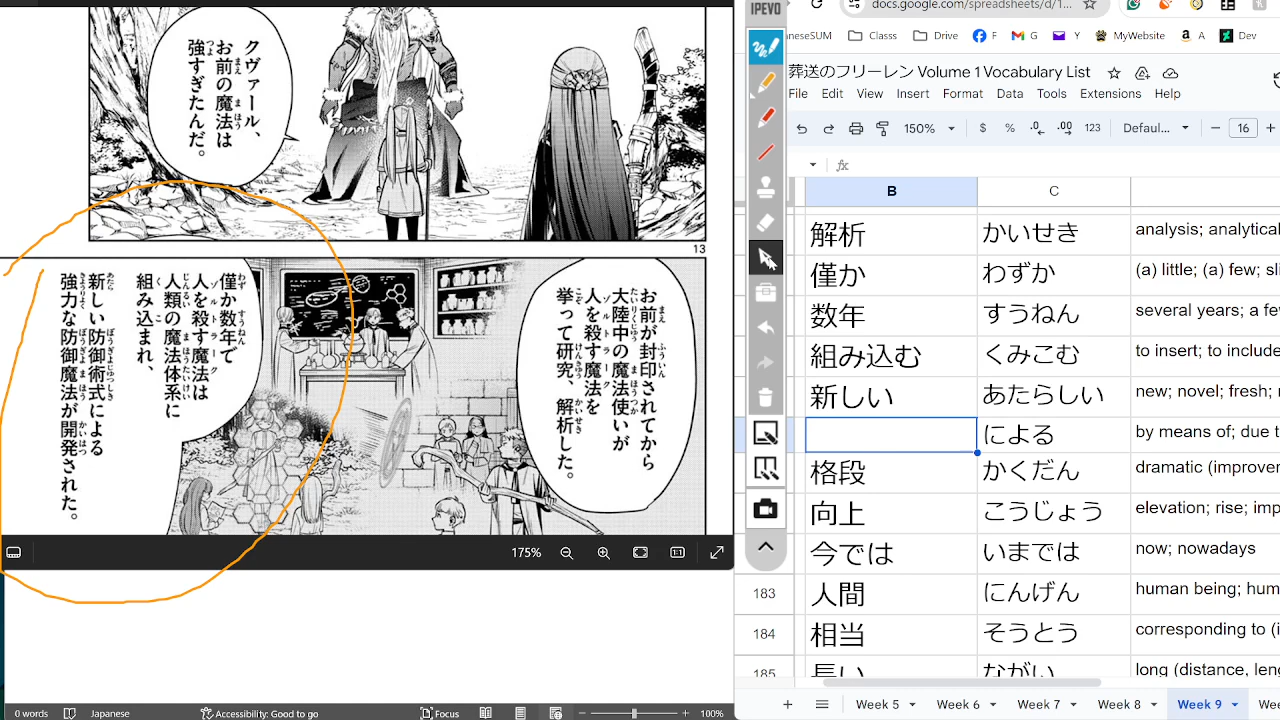 クヴァール、
お前の魔法は
強すぎたんだ。
13
お前が封印されてから
大陸中の魔法使いが
人を殺す魔法を
挙って研究、解析した。
僅か数年で
人を殺す魔法は
人類の魔法体系に
組み込まれ、
新しい防御術式による
強力な防御魔法が開発された。
175%
1:1
0 words
Japanese
Accessibility: Good to go
Focus
100%
IPEVO
docs.google.com/spreadsheets/d/1...
aneseSUM
Classs
Drive
F
G
Y
MyWebsite
A
Dev
葬送のフリーレン Volume 1 Vocabulary List
File Edit View Insert Format Data Tools Extensions Help
150%
$ % .0 .00 123
Defaul...
16
fx
B C
解析 かいせき analysis; analytical
僅か わずか (a) little; (a) few; sli
数年 すうねん several years; a fe
組み込む くみこむ to insert; to include
新しい あたらしい new; novel; fresh;
による by means of; due t
格段 かくだん dramatic (improver
向上 こうじょう elevation; rise; imp
今では いまでは now; nowadays
183 人間 にんげん human being; hum
184 相当 そうとう corresponding to (i
185 長い ながい long (distance, leng
Week 5 Week 6 Week 7 Week 8 Week 9